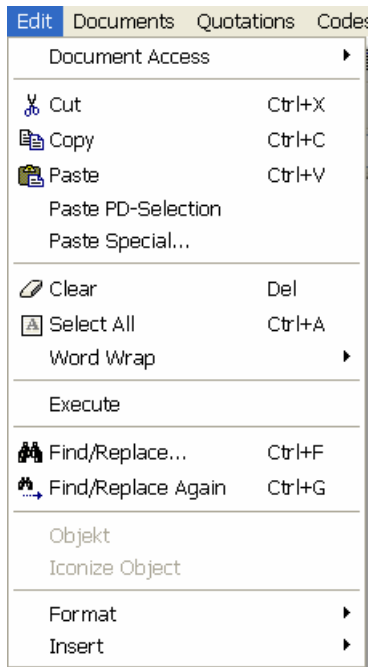 Edit Documents Quotations Codes
Document Access
Cut Ctrl+X
Copy Ctrl+C
Paste Ctrl+V
Paste PD-Selection
Paste Special...
Clear Del
Select All Ctrl+A
Word Wrap
Execute
Find/Replace... Ctrl+F
Find/Replace Again Ctrl+G
Objekt
Iconize Object
Format
Insert